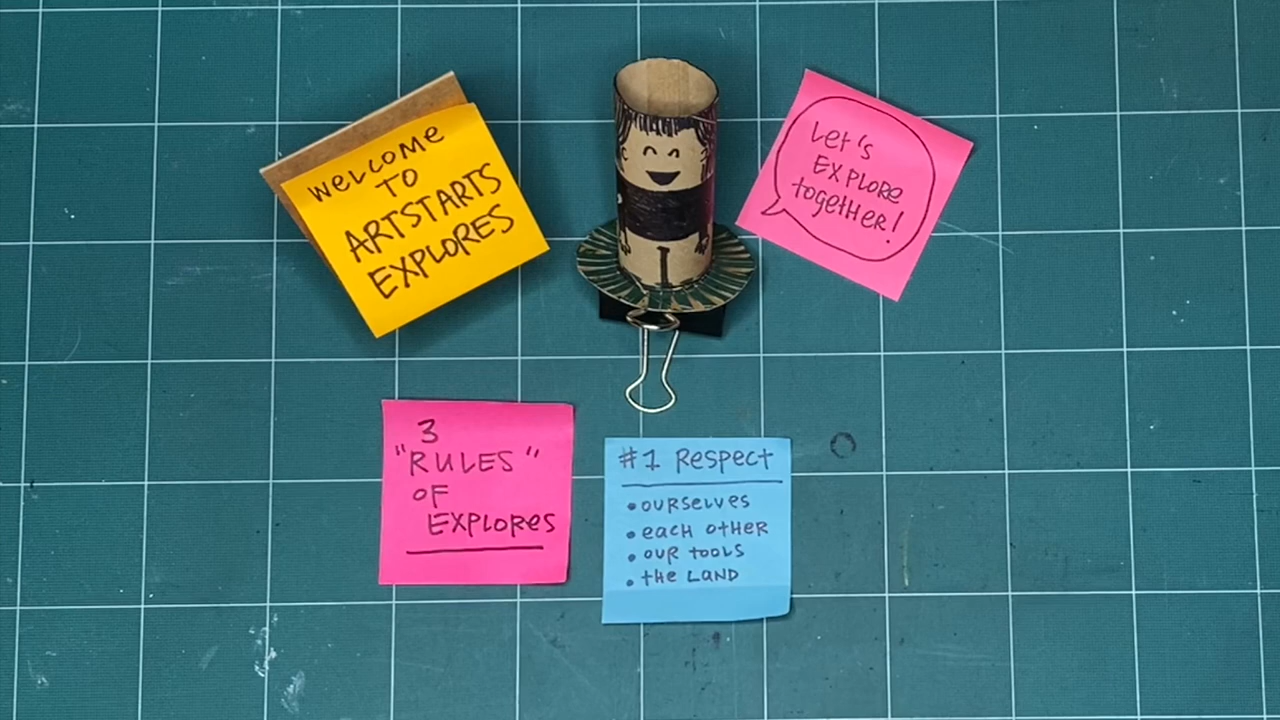 WELCOME
TO
ARTSTARTS
EXPLORES
Let's
EXPLORE
together!
3
"RULES"
OF
EXPLORES
#1 Respect
• OURSELVES
• each other
• our tools
• the LAND